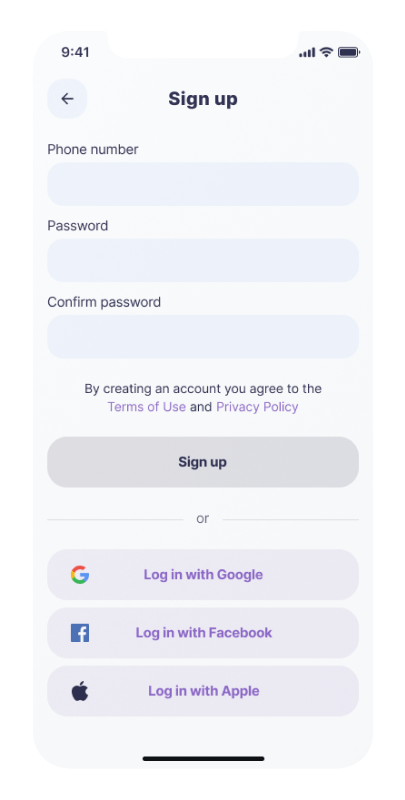 9:41
Sign up
Phone number
Password
Confirm password
By creating an account you agree to the
Terms of Use and Privacy Policy
Sign up
or
Log in with Google
Log in with Facebook
Log in with Apple